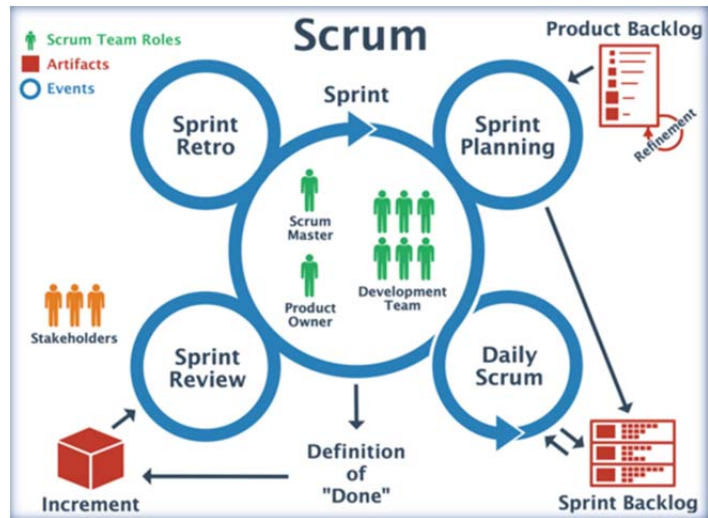 Scrum
Scrum Team Roles
Artifacts
Events
Product Backlog
Refinement
Sprint
Sprint
Retro
Sprint
Planning
Scrum
Master
Product
Owner
Development
Team
Stakeholders
Sprint
Review
Daily
Scrum
Definition
of
"Done"
Increment
Sprint Backlog